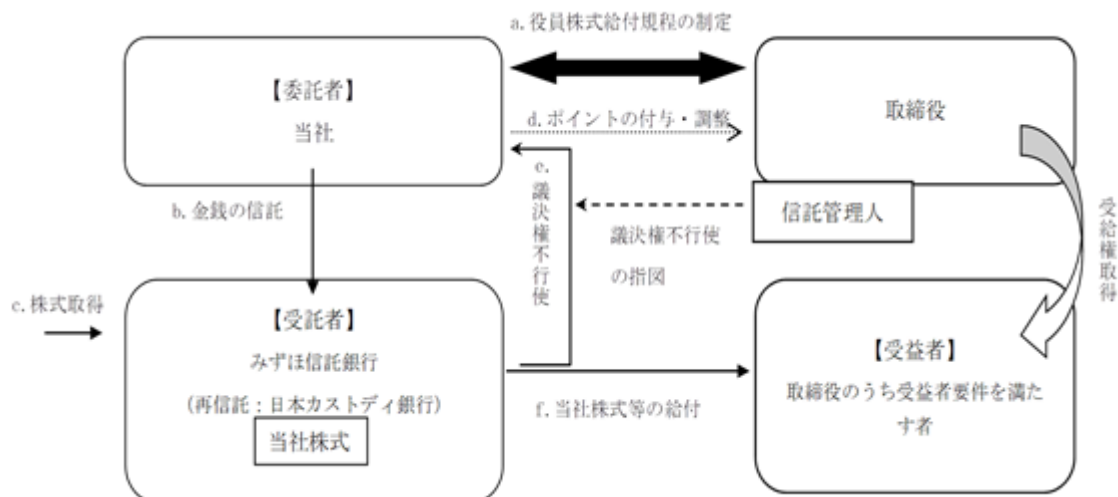 a. 役員株式給付規程の制定
【委託者】
当社
取締役
d. ポイントの付与・調整
b. 金銭の信託
e. 議決権不行使
信託管理人
議決権不行使
の指図
受給権取得
c. 株式取得
【受託者】
みずほ信託銀行
(再信託：日本カストディ銀行)
当社株式
f. 当社株式等の給付
【受益者】
取締役のうち受益者要件を満た
す者